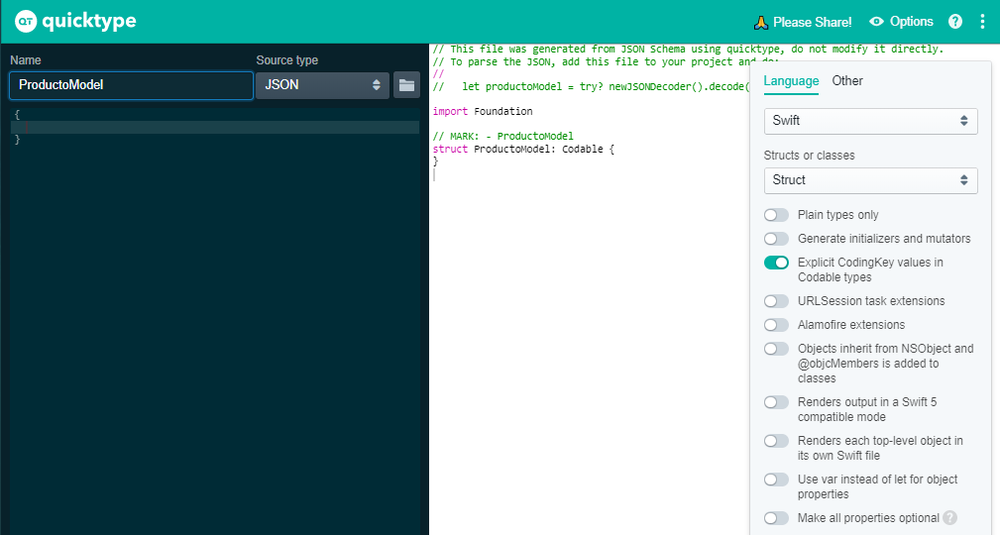 QT quicktype
Please Share!
Options
?
Name
Source type
ProductoModel
JSON
{
}
// This file was generated from JSON Schema using quicktype, do not modify it directly.
// To parse the JSON, add this file to your project and do:
//
//   let productoModel = try? newJSONDecoder().decode(
import Foundation
// MARK: - ProductoModel
struct ProductoModel: Codable {
}
Language
Other
Swift
Structs or classes
Struct
Plain types only
Generate initializers and mutators
Explicit CodingKey values in
Codable types
URLSession task extensions
Alamofire extensions
Objects inherit from NSObject and
@objcMembers is added to
classes
Renders output in a Swift 5
compatible mode
Renders each top-level object in
its own Swift file
Use var instead of let for object
properties
Make all properties optional ?